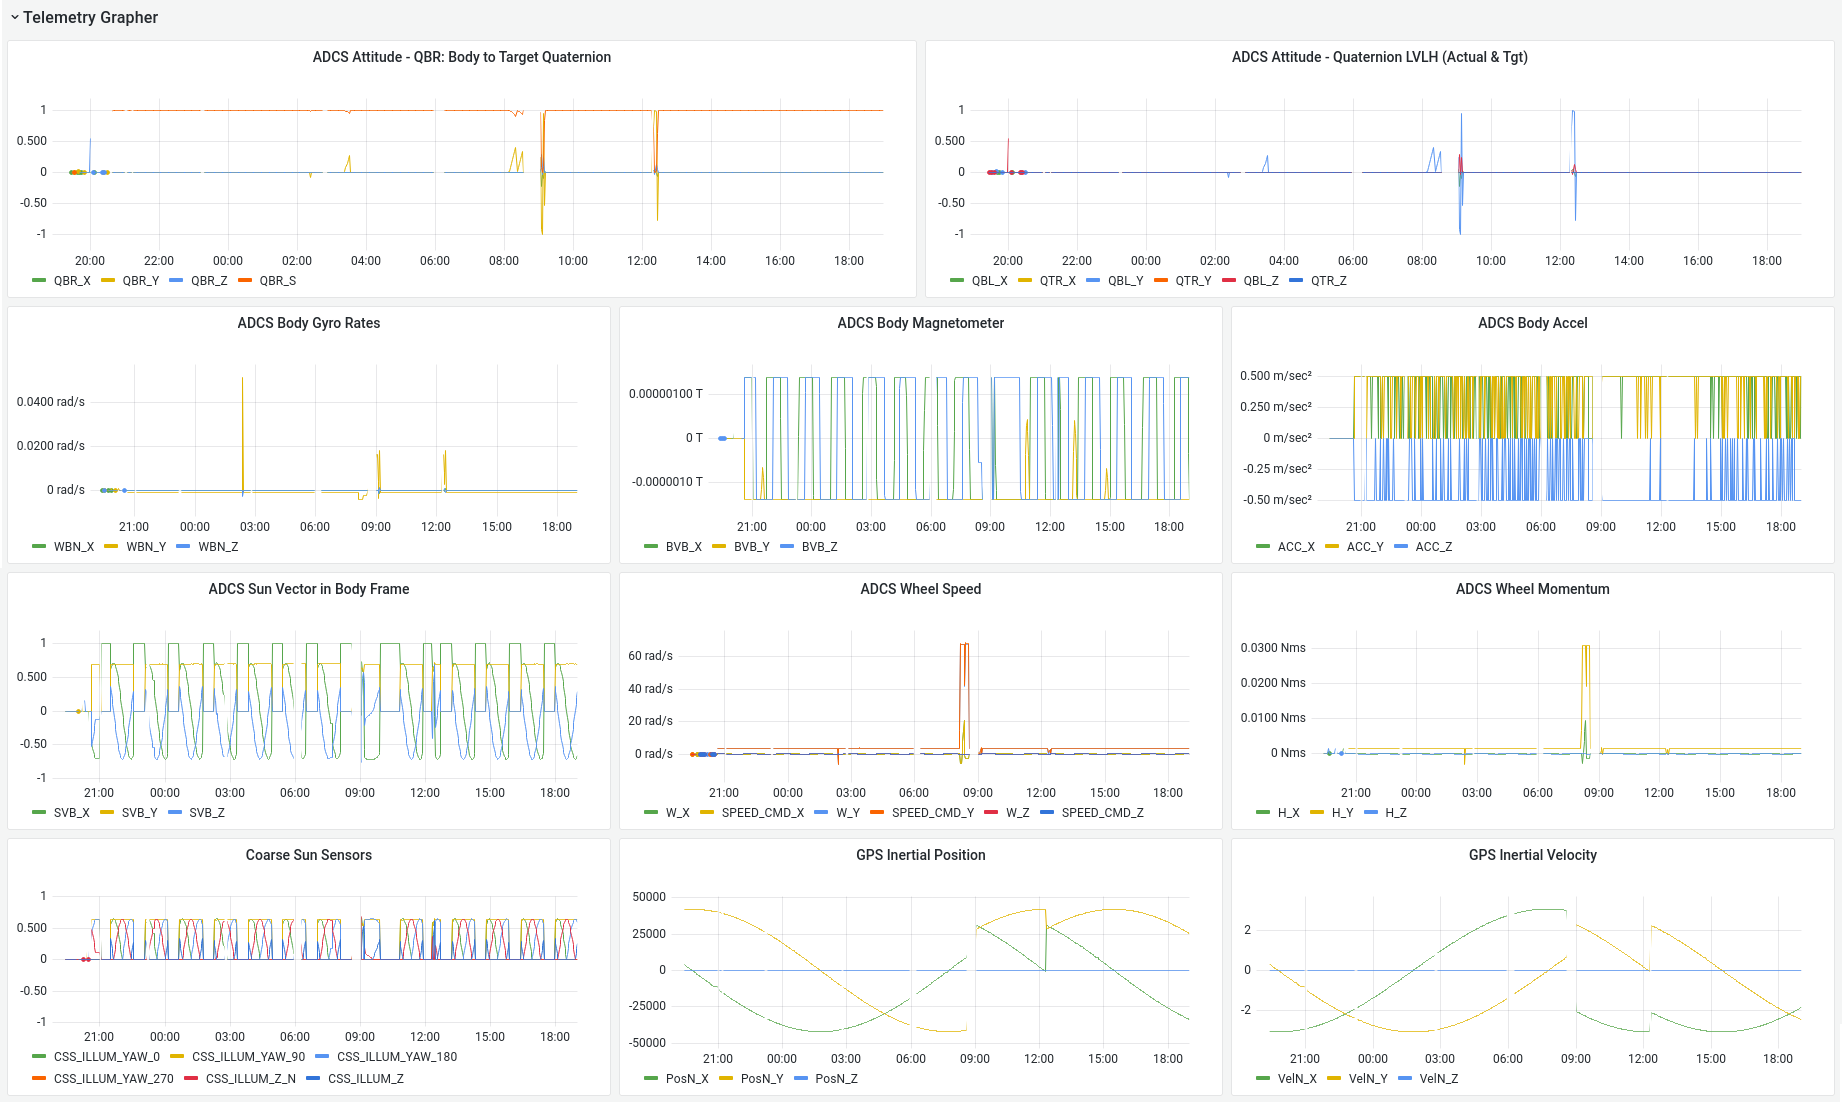 Telemetry Grapher
ADCS Attitude - QBR: Body to Target Quaternion
1
0.500
0
-0.50
-1
20:00 22:00 00:00 02:00 04:00 06:00 08:00 10:00 12:00 14:00 16:00 18:00
QBR_X QBR_Y QBR_Z QBR_S
ADCS Attitude - Quaternion LVLH (Actual & Tgt)
1
0.500
0
-0.50
-1
20:00 22:00 00:00 02:00 04:00 06:00 08:00 10:00 12:00 14:00 16:00 18:00
QBL_X QTR_X QBL_Y QTR_Y QBL_Z QTR_Z
ADCS Body Gyro Rates
0.0400 rad/s
0.0200 rad/s
0 rad/s
21:00 00:00 03:00 06:00 09:00 12:00 15:00 18:00
WBN_X WBN_Y WBN_Z
ADCS Body Magnetometer
0.00000100 T
0 T
-0.0000010 T
21:00 00:00 03:00 06:00 09:00 12:00 15:00 18:00
BVB_X BVB_Y BVB_Z
ADCS Body Accel
0.500 m/sec²
0.250 m/sec²
0 m/sec²
-0.25 m/sec²
-0.50 m/sec²
21:00 00:00 03:00 06:00 09:00 12:00 15:00 18:00
ACC_X ACC_Y ACC_Z
ADCS Sun Vector in Body Frame
1
0.500
0
-0.50
-1
21:00 00:00 03:00 06:00 09:00 12:00 15:00 18:00
SVB_X SVB_Y SVB_Z
ADCS Wheel Speed
60 rad/s
40 rad/s
20 rad/s
0 rad/s
21:00 00:00 03:00 06:00 09:00 12:00 15:00 18:00
W_X SPEED_CMD_X W_Y SPEED_CMD_Y W_Z SPEED_CMD_Z
ADCS Wheel Momentum
0.0300 Nms
0.0200 Nms
0.0100 Nms
0 Nms
21:00 00:00 03:00 06:00 09:00 12:00 15:00 18:00
H_X H_Y H_Z
Coarse Sun Sensors
1
0.500
0
-0.50
-1
21:00 00:00 03:00 06:00 09:00 12:00 15:00 18:00
CSS_ILLUM_YAW_0 CSS_ILLUM_YAW_90 CSS_ILLUM_YAW_180
CSS_ILLUM_YAW_270 CSS_ILLUM_Z_N CSS_ILLUM_Z
GPS Inertial Position
50000
25000
0
-25000
-50000
21:00 00:00 03:00 06:00 09:00 12:00 15:00 18:00
PosN_X PosN_Y PosN_Z
GPS Inertial Velocity
2
0
-2
21:00 00:00 03:00 06:00 09:00 12:00 15:00 18:00
VelN_X VelN_Y VelN_Z